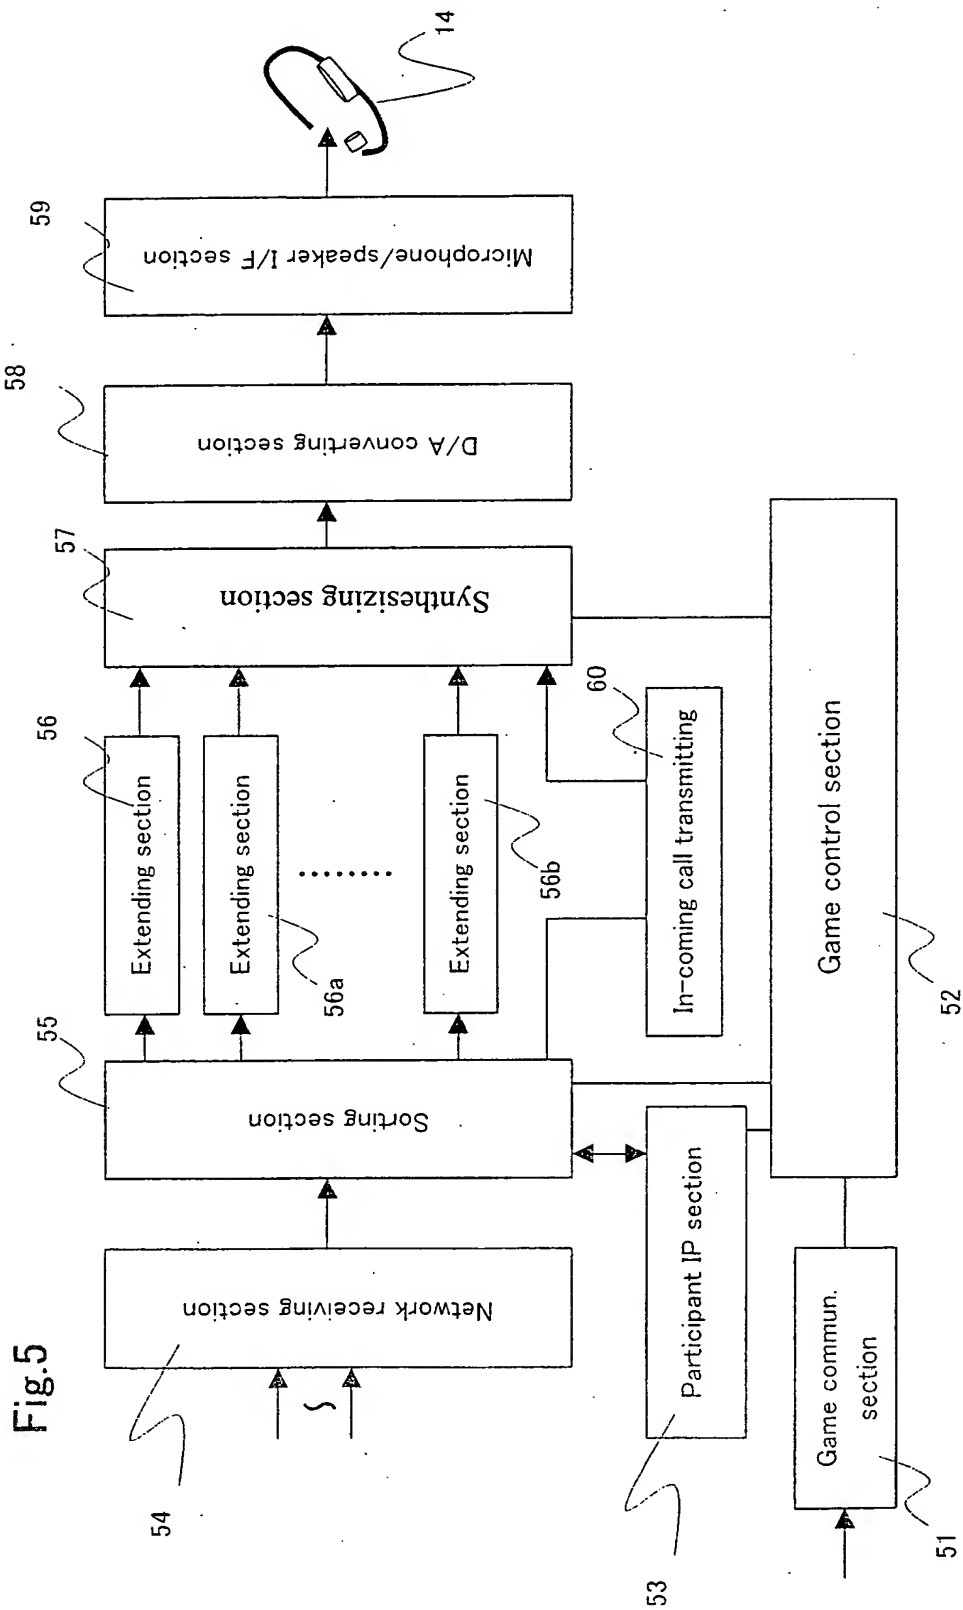 Fig.5
54
Network receiving section
55
Sorting section
56
Extending section
Extending section
56a
Extending section
56b
57
Synthesizing section
58
D/A converting section
59
Microphone/speaker I/F section
14
60
In-coming call transmitting
53
Participant IP section
51
Game commun.
section
52
Game control section